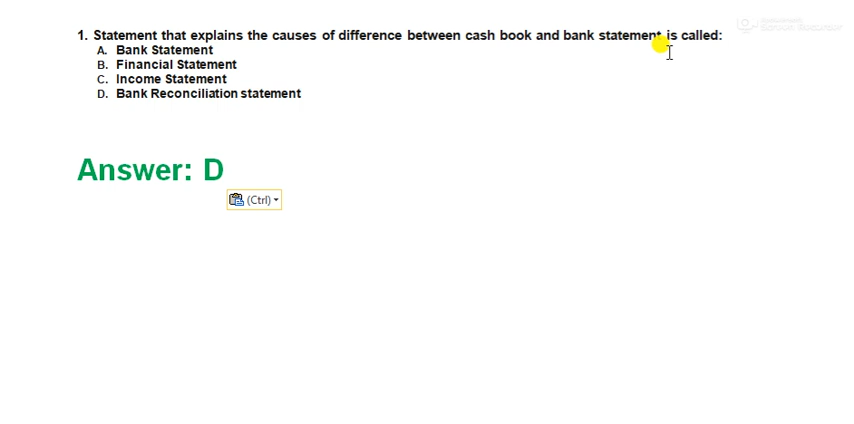 1. Statement that explains the causes of difference between cash book and bank statement is called:
A. Bank Statement
B. Financial Statement
C. Income Statement
D. Bank Reconciliation statement
Answer: D
(Ctrl)